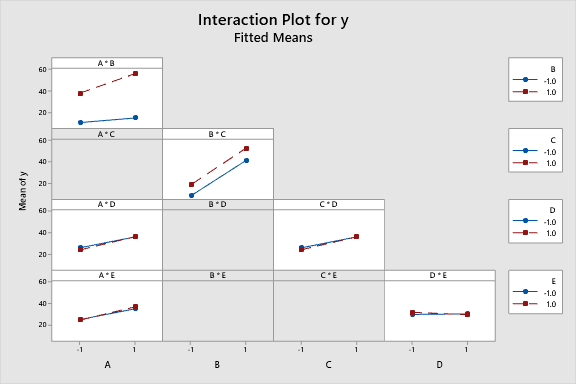 Interaction Plot for y
Fitted Means
A * B
60
40
20
B
-1.0
1.0
A * C
B * C
60
40
20
C
-1.0
1.0
Mean of y
A * D
B * D
C * D
60
40
20
D
-1.0
1.0
A * E
B * E
C * E
D * E
60
40
20
E
-1.0
1.0
-1 1 -1 1 -1 1 -1 1
A B C D